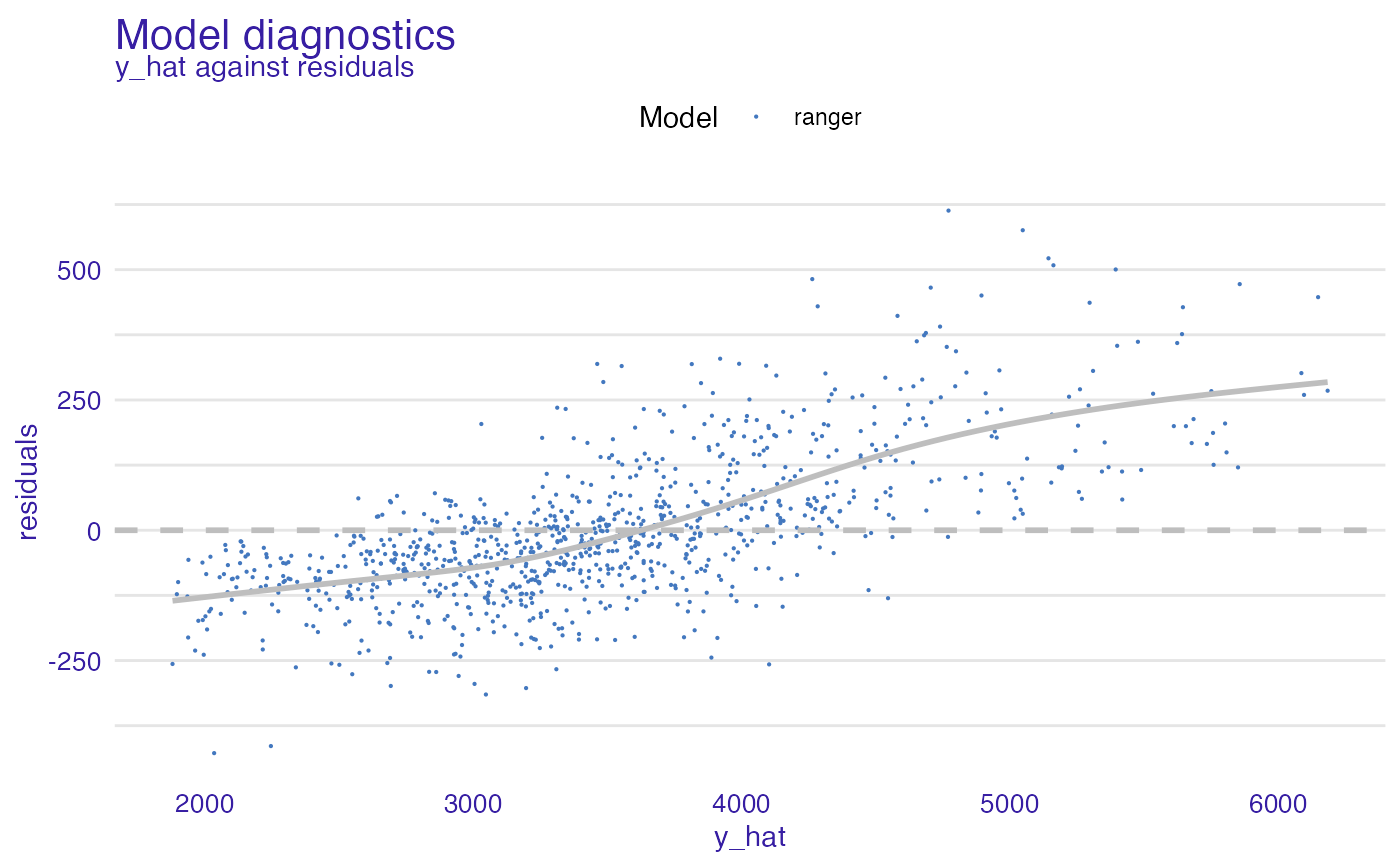 Model diagnostics
y_hat against residuals
Model ranger
500
250
0
-250
residuals
2000 3000 4000 5000 6000
y_hat